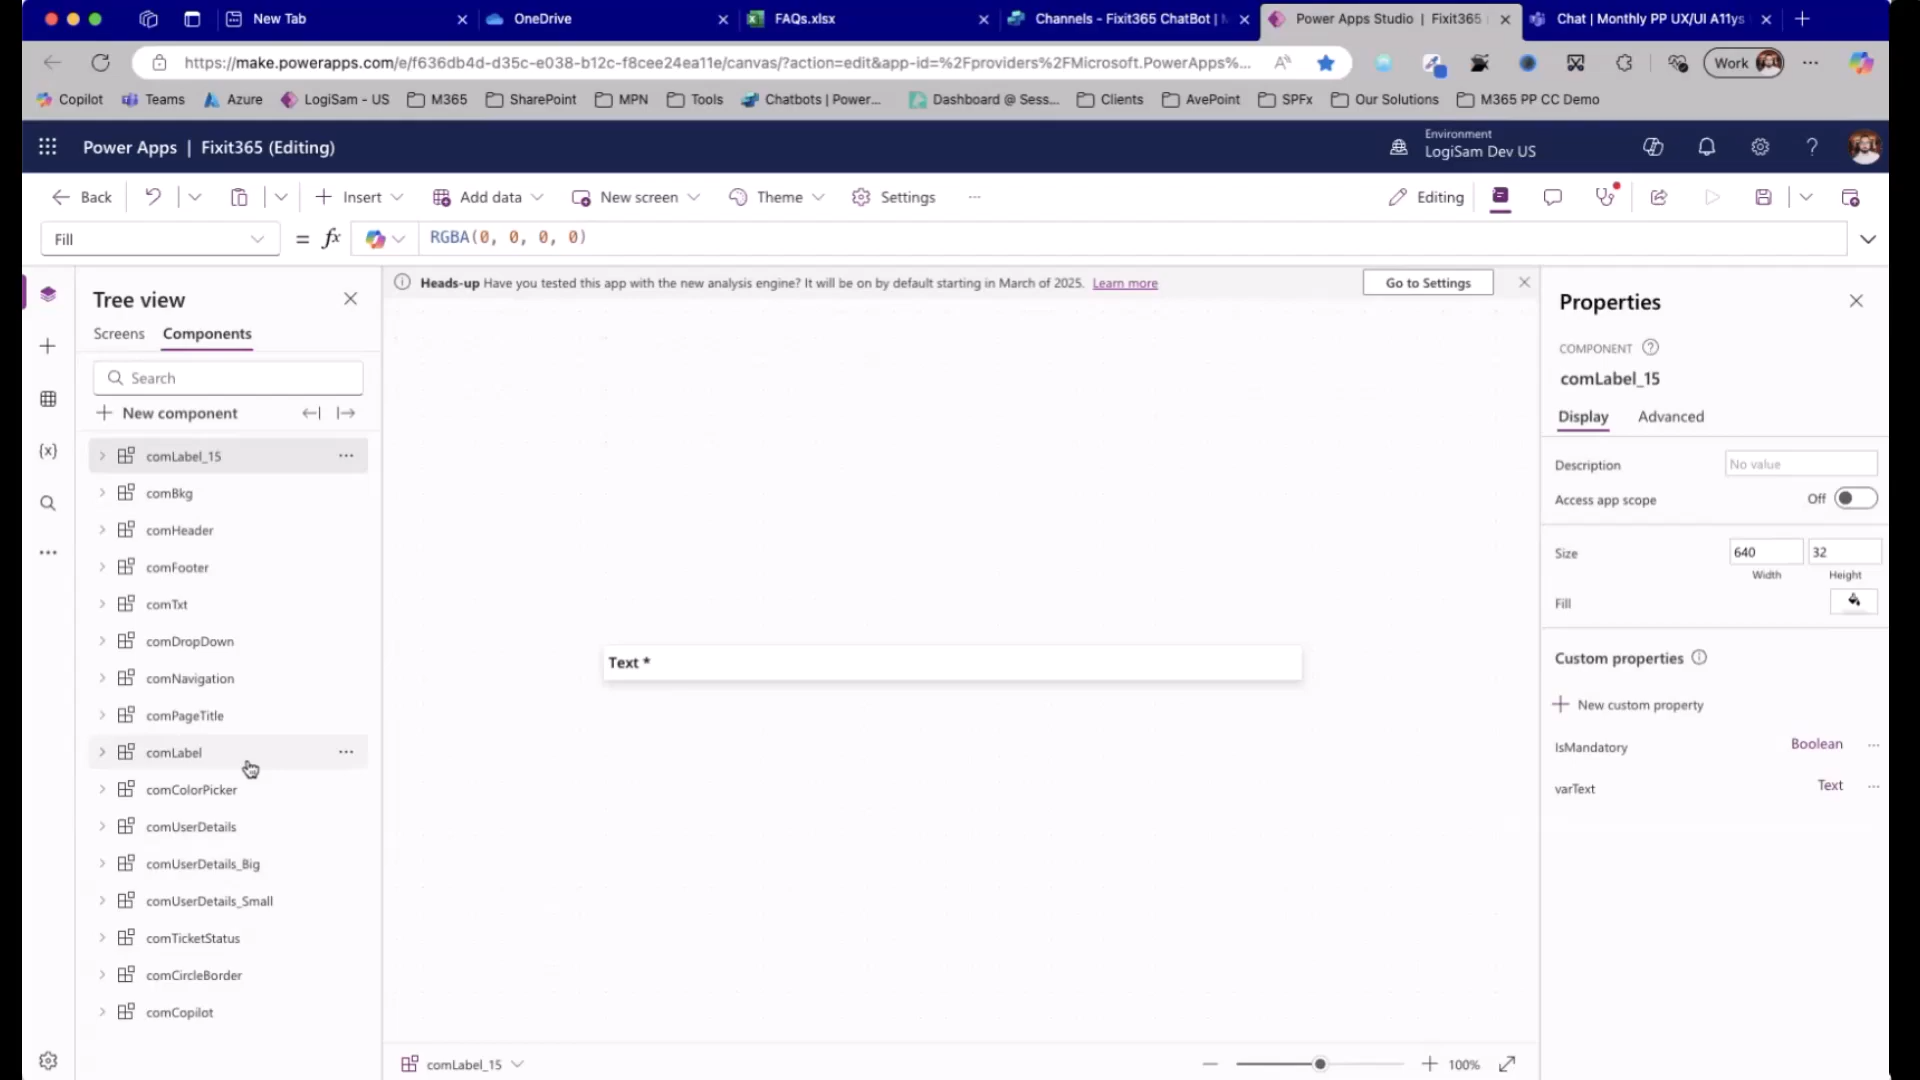 New Tab
OneDrive
FAQs.xlsx
Channels - Fixit365 ChatBot |
Power Apps Studio | Fixit365
Chat | Monthly PP UX/UI A11ys
https://make.powerapps.com/e/f636db4d-d35c-e038-b12c-f8cee24ea11e/canvas/?action=edit&app-id=%2Fproviders%2FMicrosoft.PowerApps%...
Work
Copilot
Teams
Azure
LogiSam - US
M365
SharePoint
MPN
Tools
Chatbots | Power...
Dashboard @ Sess...
Clients
AvePoint
SPFx
Our Solutions
M365 PP CC Demo
Power Apps | Fixit365 (Editing)
Environment
LogiSam Dev US
Back
Insert
Add data
New screen
Theme
Settings
Editing
Fill
= fx
RGBA(0, 0, 0, 0)
Tree view
Screens
Components
Search
New component
comLabel_15
comBkg
comHeader
comFooter
comTxt
comDropDown
comNavigation
comPageTitle
comLabel
comColorPicker
comUserDetails
comUserDetails_Big
comUserDetails_Small
comTicketStatus
comCircleBorder
comCopilot
Heads-up Have you tested this app with the new analysis engine? It will be on by default starting in March of 2025. Learn more
Go to Settings
Text *
comLabel_15
100%
Properties
COMPONENT
comLabel_15
Display
Advanced
Description
No value
Access app scope
Off
Size
640
32
Width
Height
Fill
Custom properties
New custom property
IsMandatory
Boolean
varText
Text